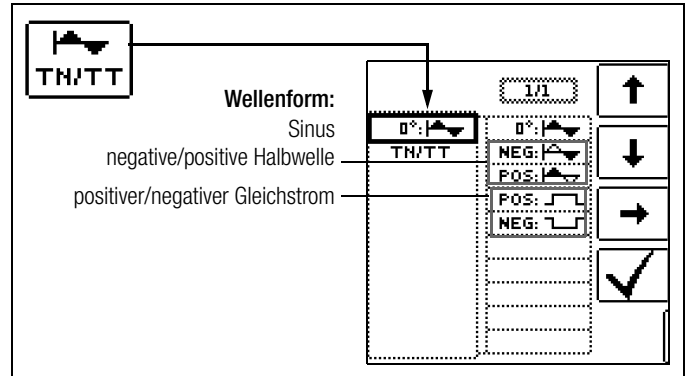 TN/TT
Wellenform:
Sinus
negative/positive Halbwelle
positiver/negativer Gleichstrom
1/1
0°:
TN/TT
0°:
NEG:
POS:
POS:
NEG: